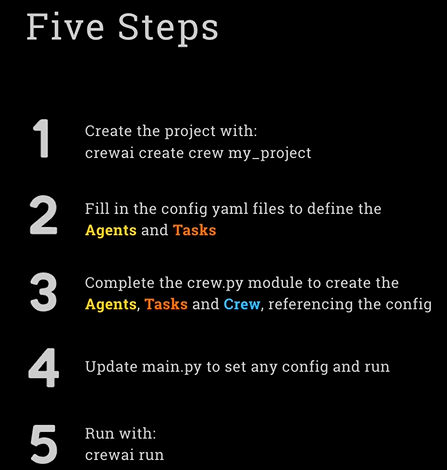 Five Steps
1
Create the project with:
crewai create crew my_project
2
Fill in the config yaml files to define the
Agents and Tasks
3
Complete the crew.py module to create the
Agents, Tasks and Crew, referencing the config
4
Update main.py to set any config and run
5
Run with:
crewai run